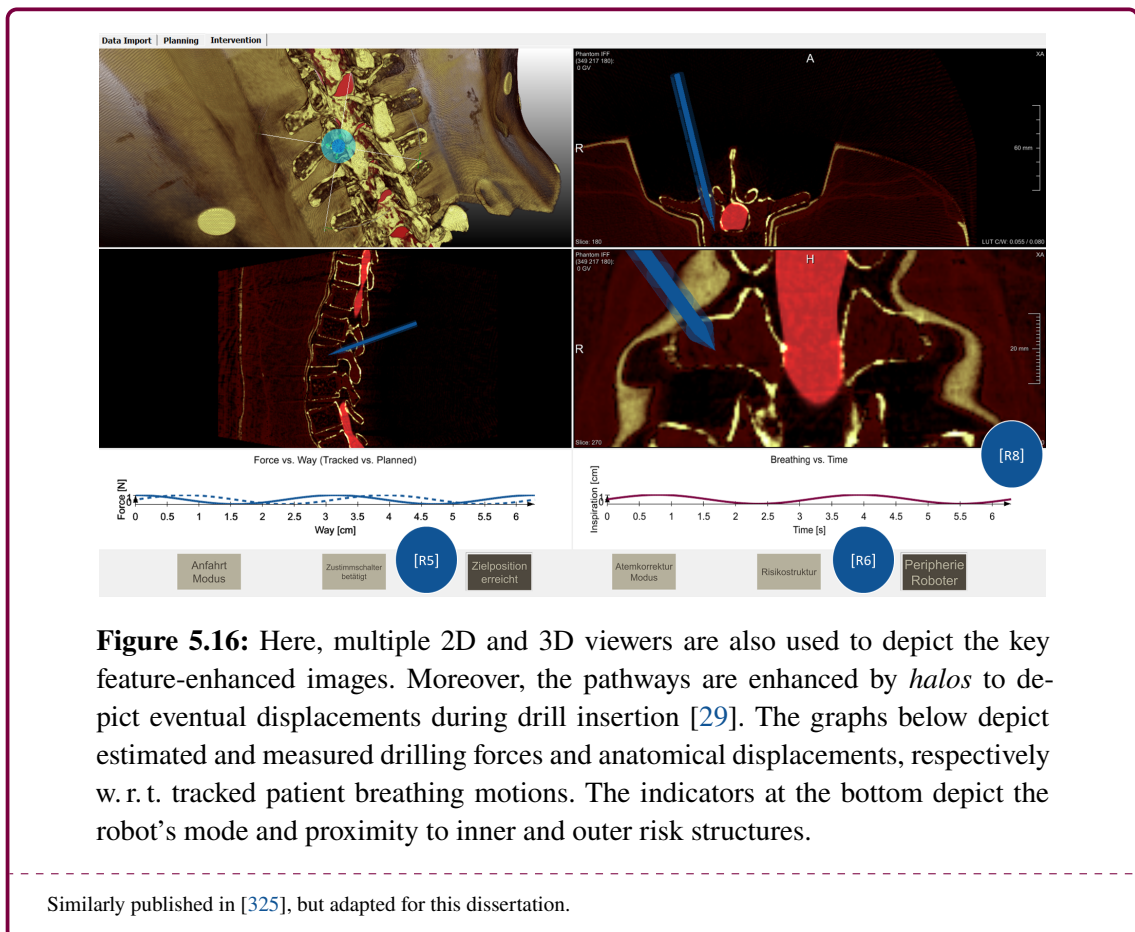 Data Import | Planning Intervention
Phantom IFF
(349 217 180):
0 GV
A
XA
R
60 mm
Slice: 180
LUT C/W: 0.055 / 0.080
Phantom IFF
(349 217 180):
0 GV
H
XA
R
20 mm
Slice: 270
[R8]
Force vs. Way (Tracked vs. Planned)
Force [N]
1
0
0 0.5 1 1.5 2 2.5 3 3.5 4 4.5 5 5.5 6
Way [cm]
Breathing vs. Time
Inspiration [cm]
1
0
0 0.5 1 1.5 2 2.5 3 3.5 4 4.5 5 5.5 6
Time [s]
Anfahrt
Modus
Zustimmschalter
betätigt
[R5]
Zielposition
erreicht
Atemkorrektur
Modus
Risikostruktur
[R6]
Peripherie
Roboter
Figure 5.16: Here, multiple 2D and 3D viewers are also used to depict the key
feature-enhanced images. Moreover, the pathways are enhanced by halos to de-
pict eventual displacements during drill insertion [29]. The graphs below depict
estimated and measured drilling forces and anatomical displacements, respectively
w. r. t. tracked patient breathing motions. The indicators at the bottom depict the
robot's mode and proximity to inner and outer risk structures.
Similarly published in [325], but adapted for this dissertation.